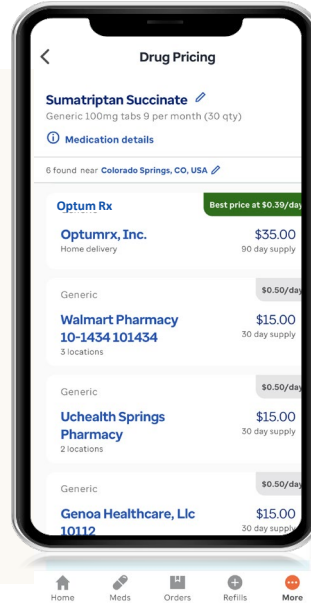 Drug Pricing
Sumatriptan Succinate
Generic 100mg tabs 9 per month (30 qty)
Medication details
6 found near Colorado Springs, CO, USA
Optum Rx
Best price at $0.39/day
Optumrx, Inc.
$35.00
Home delivery
90 day supply
Generic
$0.50/day
Walmart Pharmacy
$15.00
10-1434 101434
30 day supply
3 locations
Generic
$0.50/day
Uchealth Springs
$15.00
Pharmacy
30 day supply
2 locations
Generic
$0.50/day
Genoa Healthcare, Llc
$15.00
10112
30 day supply
Home Meds Orders Refills More